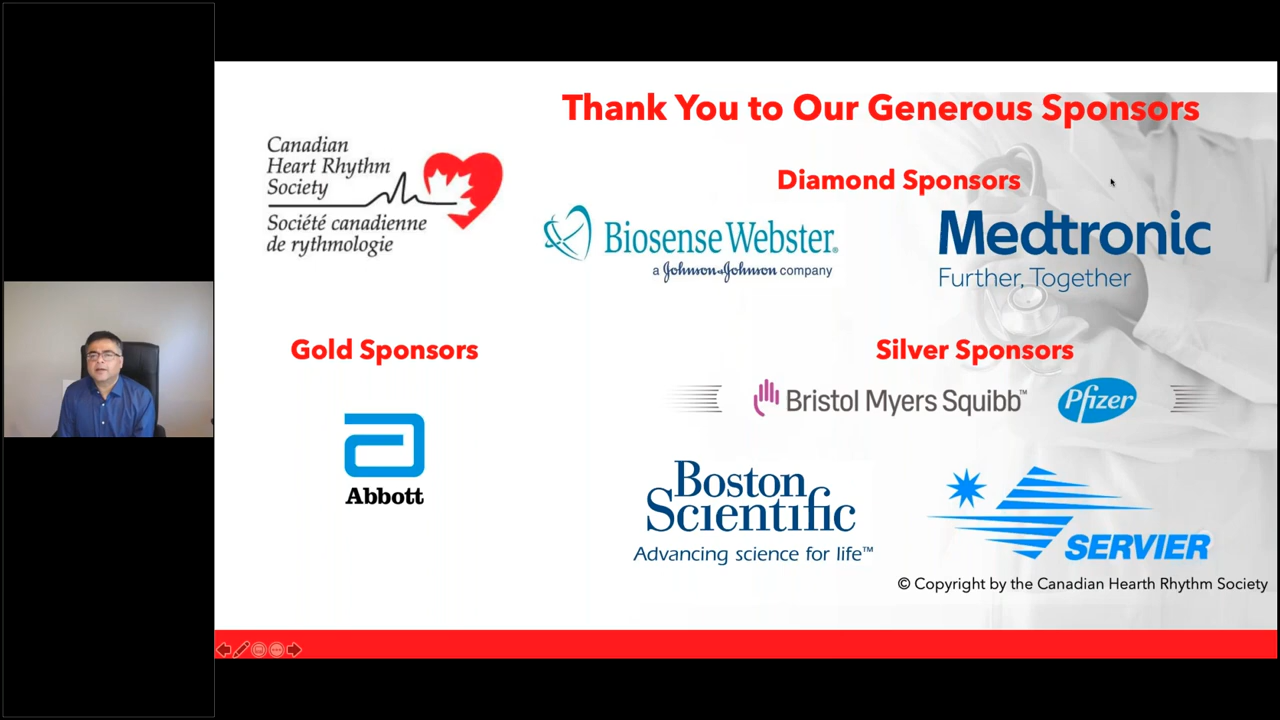 Thank You to Our Generous Sponsors
Canadian
Heart Rhythm
Society
Société canadienne
de rythmologie
Diamond Sponsors
Biosense Webster®
a Johnson&Johnson company
Medtronic
Further, Together
Gold Sponsors
Abbott
Silver Sponsors
Bristol Myers Squibb™
Pfizer
Boston
Scientific
Advancing science for life™
SERVIER
© Copyright by the Canadian Hearth Rhythm Society